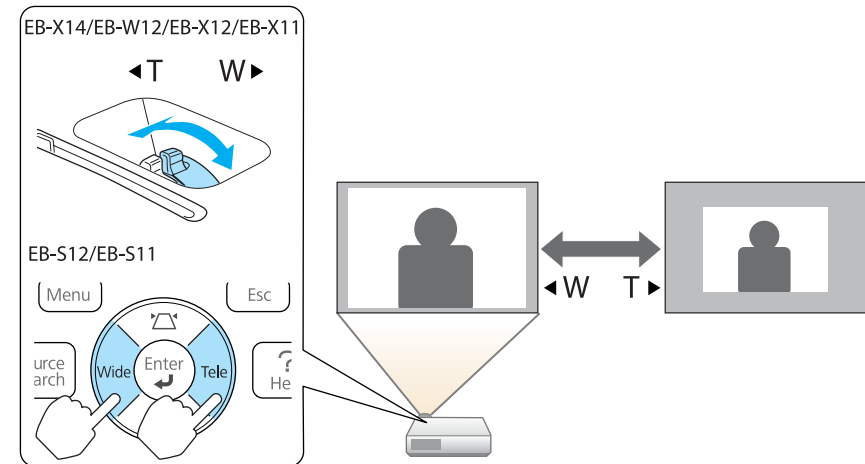 EB-X14/EB-W12/EB-X12/EB-X11
◀T W▶
EB-S12/EB-S11
Menu Esc
urce
arch
Wide Enter Tele
?
He
◀W T▶